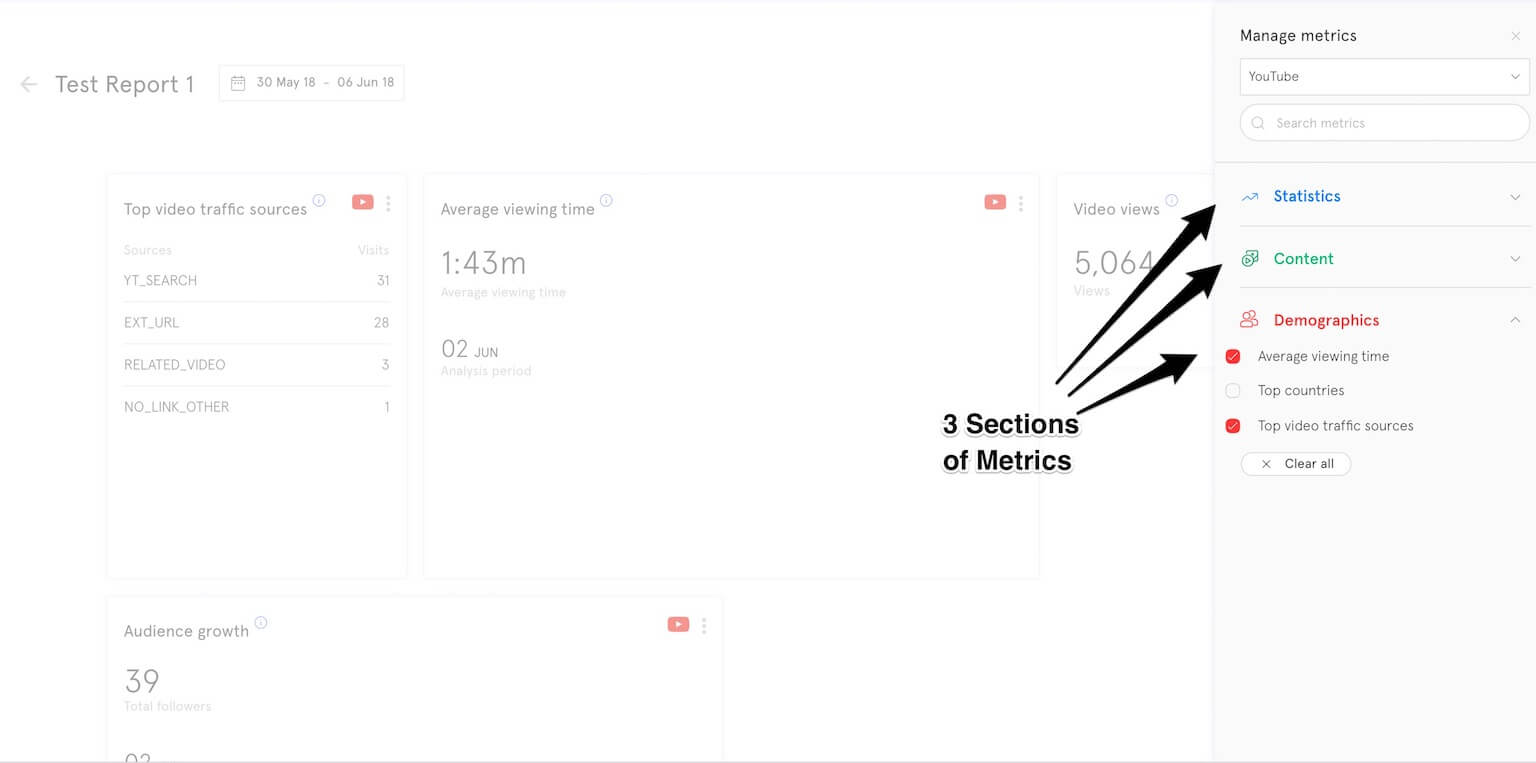 Manage metrics
YouTube
Search metrics
Test Report 1
30 May 18 - 06 Jun 18
Top video traffic sources
Sources Visits
YT_SEARCH 31
EXT_URL 28
RELATED_VIDEO 3
NO_LINK_OTHER 1
Average viewing time
1:43m
Average viewing time
02 JUN
Analysis period
Video views
5,064
Views
Statistics
Content
Demographics
Average viewing time
Top countries
Top video traffic sources
Clear all
3 Sections
of Metrics
Audience growth
39
Total followers